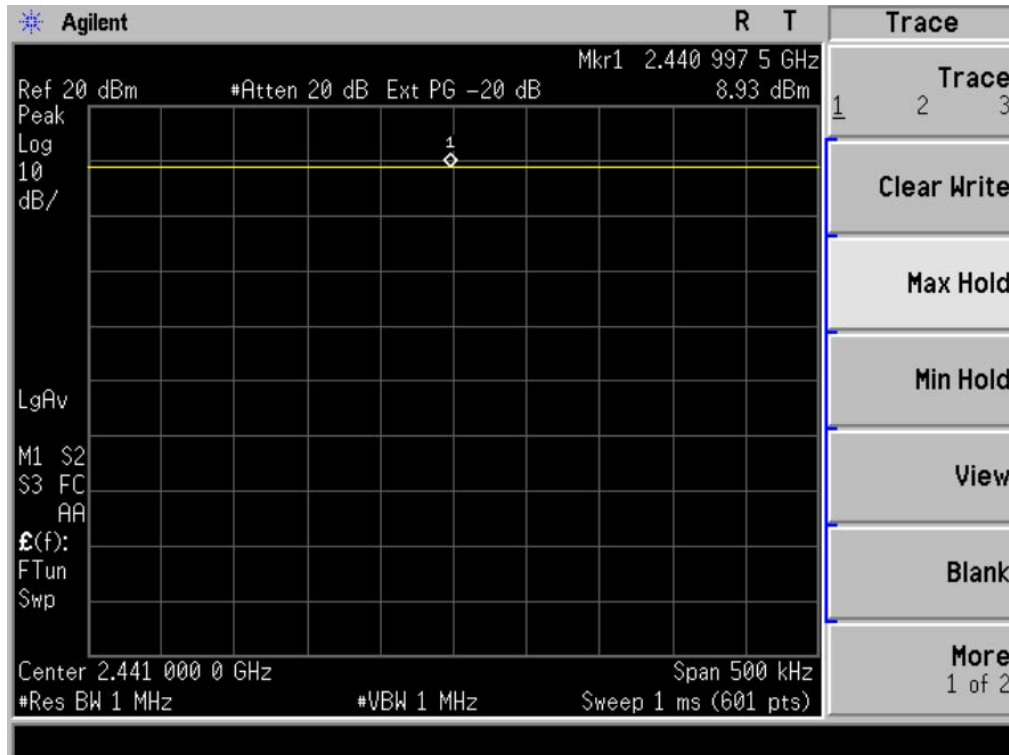 Agilent
R T
Trace
Mkr1 2.440 997 5 GHz
Ref 20 dBm #Atten 20 dB Ext PG -20 dB 8.93 dBm
Peak
Log
10
dB/
1
LgAv
M1 S2
S3 FC
AA
£(f):
FTun
Swp
Center 2.441 000 0 GHz Span 500 kHz
#Res BW 1 MHz #VBW 1 MHz Sweep 1 ms (601 pts)
Trace
1 2 3
Clear Write
Max Hold
Min Hold
View
Blank
More
1 of 2